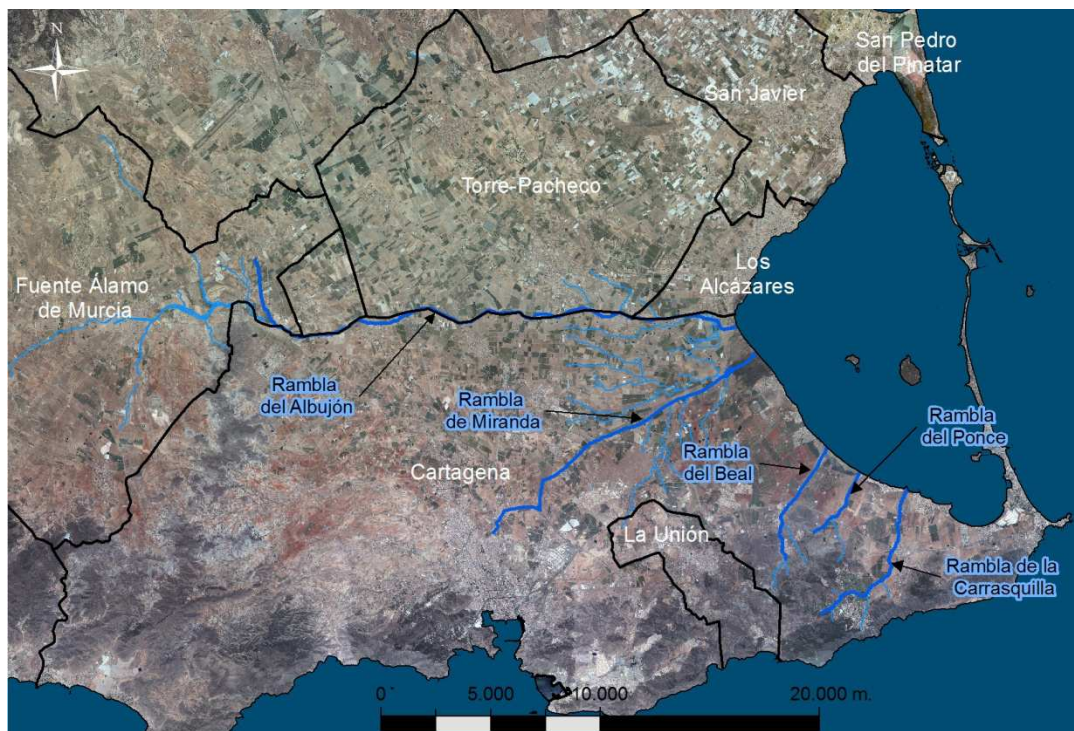 N
San Pedro
del Pinatar
San Javier
Torre-Pacheco
Los
Alcázares
Fuente Álamo
de Murcia
Rambla
del Albujón
Rambla
de Miranda
Rambla
del Ponce
Rambla
del Beal
Cartagena
La Unión
Rambla de la
Carrasquilla
0 5.000 10.000 20.000 m.